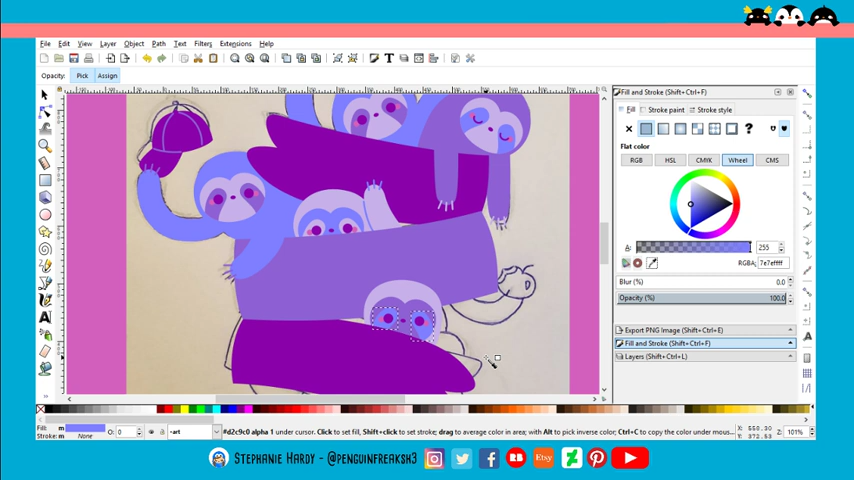 File Edit View Layer Object Path Text Filters Extensions Help
Opacity: Pick Assign
Fill and Stroke (Shift+Ctrl+F)
Fill Stroke paint Stroke style
Flat color
RGB HSL CMYK Wheel CMS
A: 255
RGBA: 7e7effff
Blur (%) 0.0
Opacity (%) 100.0
Export PNG Image (Shift+Ctrl+E)
Fill and Stroke (Shift+Ctrl+F)
Layers (Shift+Ctrl+L)
Fill: m O: 0 -art #d2c9c0 alpha 1 under cursor. Click to set fill, Shift+click to set stroke; drag to average color in area; with Alt to pick inverse color; Ctrl+C to copy the color under mous... X: 558.30 Z: 101%
Stroke: m None Y: 372.53
Stephanie Hardy - @penguinfreaksh3 RB Etsy